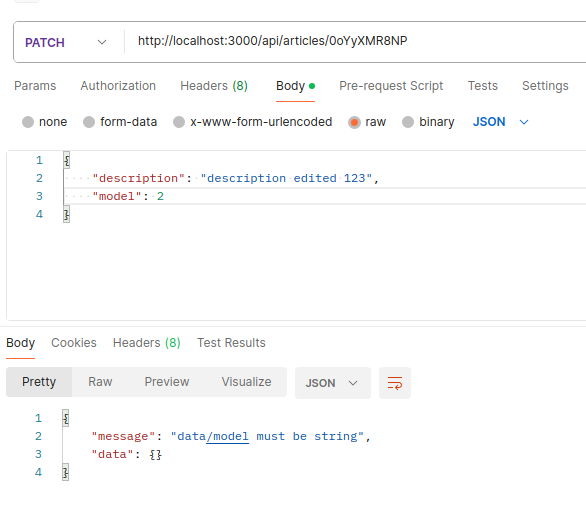 PATCH http://localhost:3000/api/articles/0oYyXMR8NP
Params Authorization Headers (8) Body Pre-request Script Tests Settings
none form-data x-www-form-urlencoded raw binary JSON
1 {
2 "description": "description edited 123",
3 "model": 2
4 }
Body Cookies Headers (8) Test Results
Pretty Raw Preview Visualize JSON
1 {
2 "message": "data/model must be string",
3 "data": {}
4 }